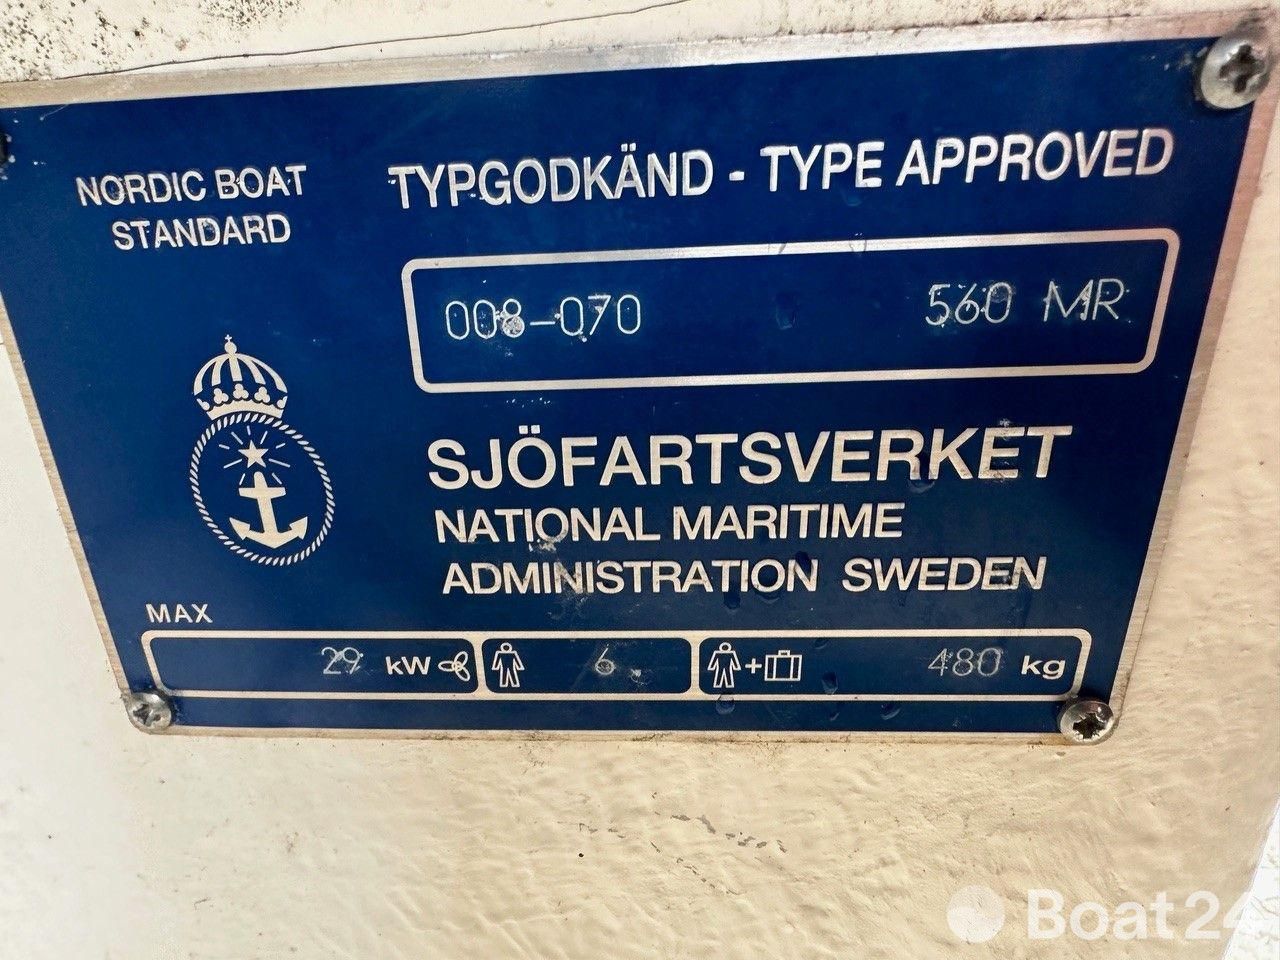 NORDIC BOAT
STANDARD
TYPGODKÄND - TYPE APPROVED
008-070 560 MR
SJÖFARTSVERKET
NATIONAL MARITIME
ADMINISTRATION SWEDEN
MAX
29 kW 6 + 480 kg
Boat24